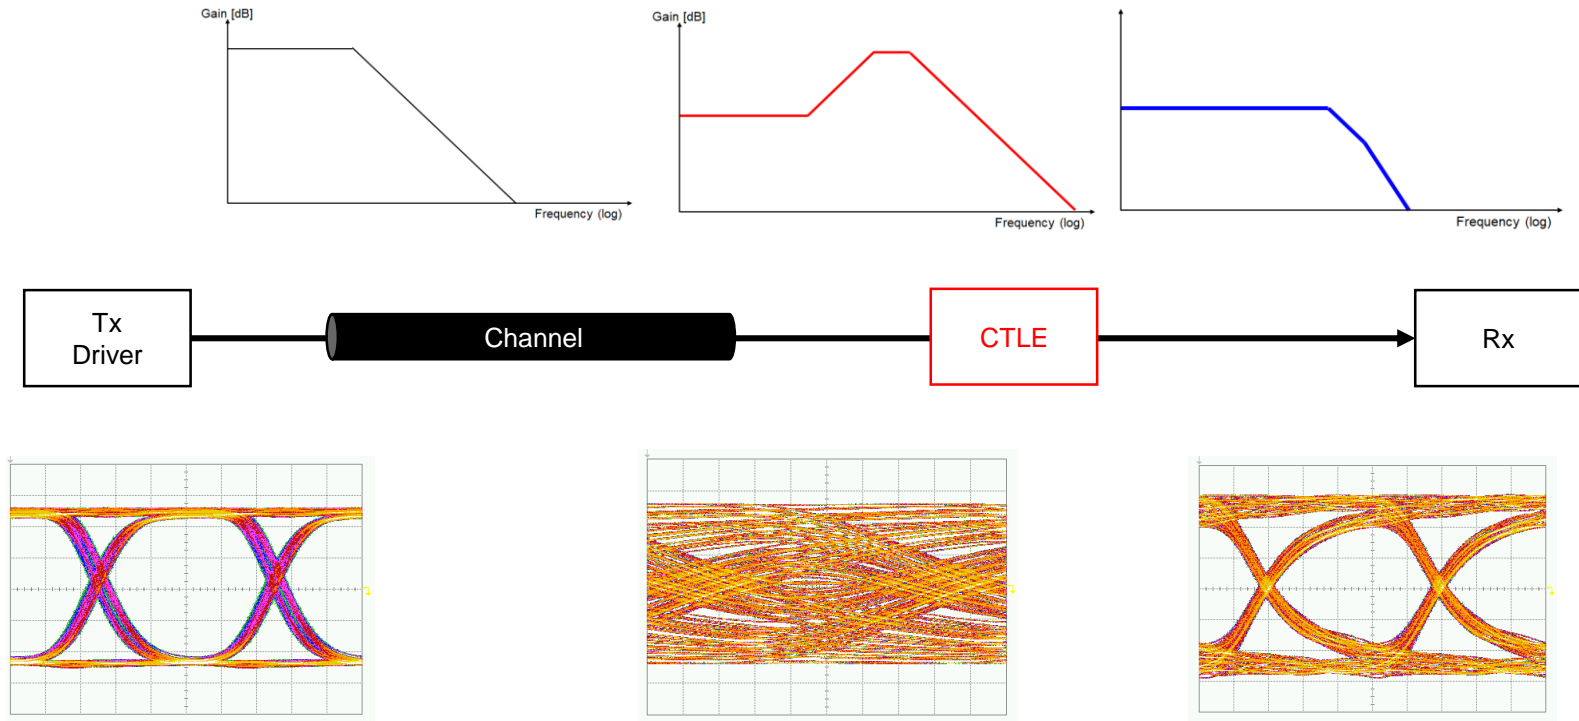 Gain [dB]
Frequency (log)
Gain [dB]
Frequency (log)
Frequency (log)
Tx
Driver
Channel
CTLE
Rx